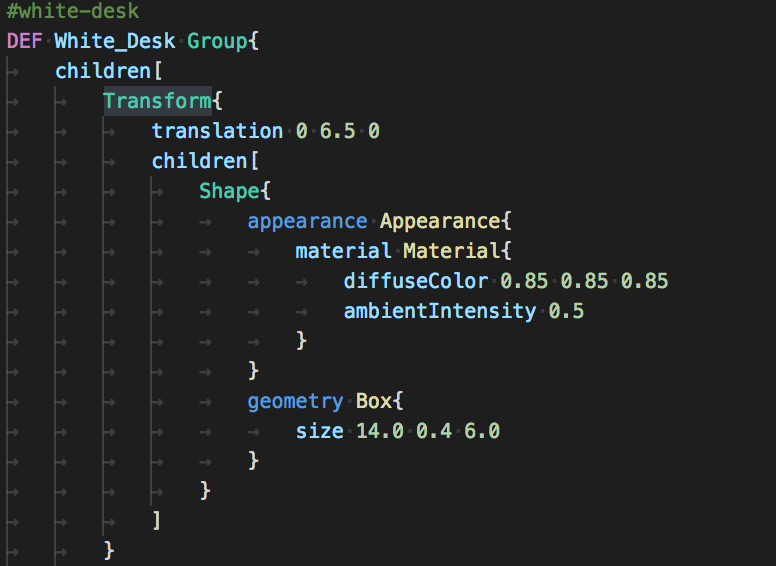 #white-desk
DEF White_Desk Group{
children[
Transform{
translation 0 6.5 0
children[
Shape{
appearance Appearance{
material Material{
diffuseColor 0.85 0.85 0.85
ambientIntensity 0.5
}
}
geometry Box{
size 14.0 0.4 6.0
}
}
]
}